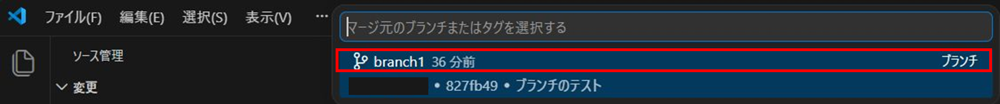 ファイル(F) 編集(E) 選択(S) 表示(V) …
マージ元のブランチまたはタグを選択する
ソース管理
branch1 36 分前 ブランチ
変更
• 827fb49 • ブランチのテスト